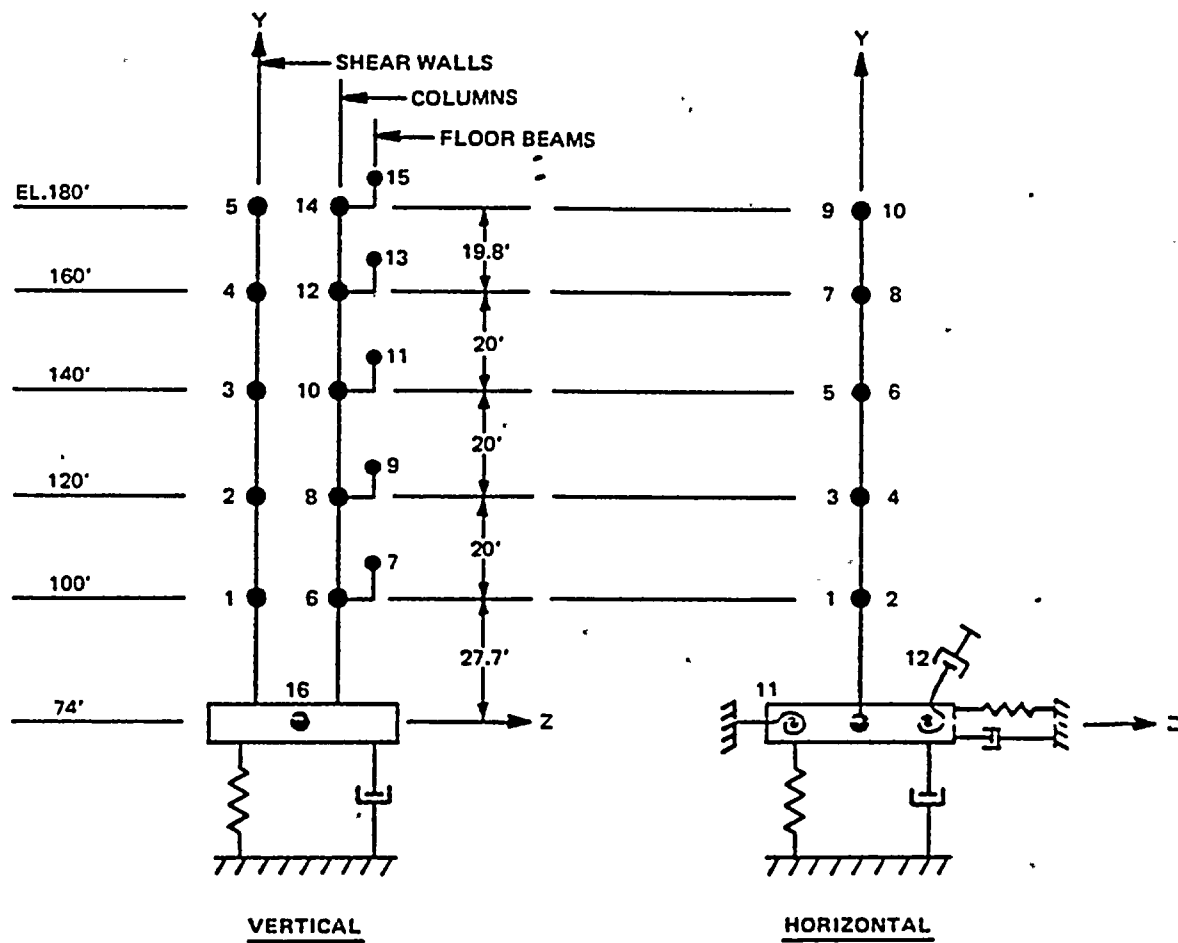 Y
SHEAR WALLS
Y
COLUMNS
FLOOR BEAMS
15
EL.180' 5 14 9 10
19.8'
13
160' 4 12 7 8
20'
11
140' 3 10 5 6
20'
9
120' 2 8 3 4
20'
7
100' 1 6 1 2
27.7'
12
16 11
74' Z
VERTICAL HORIZONTAL